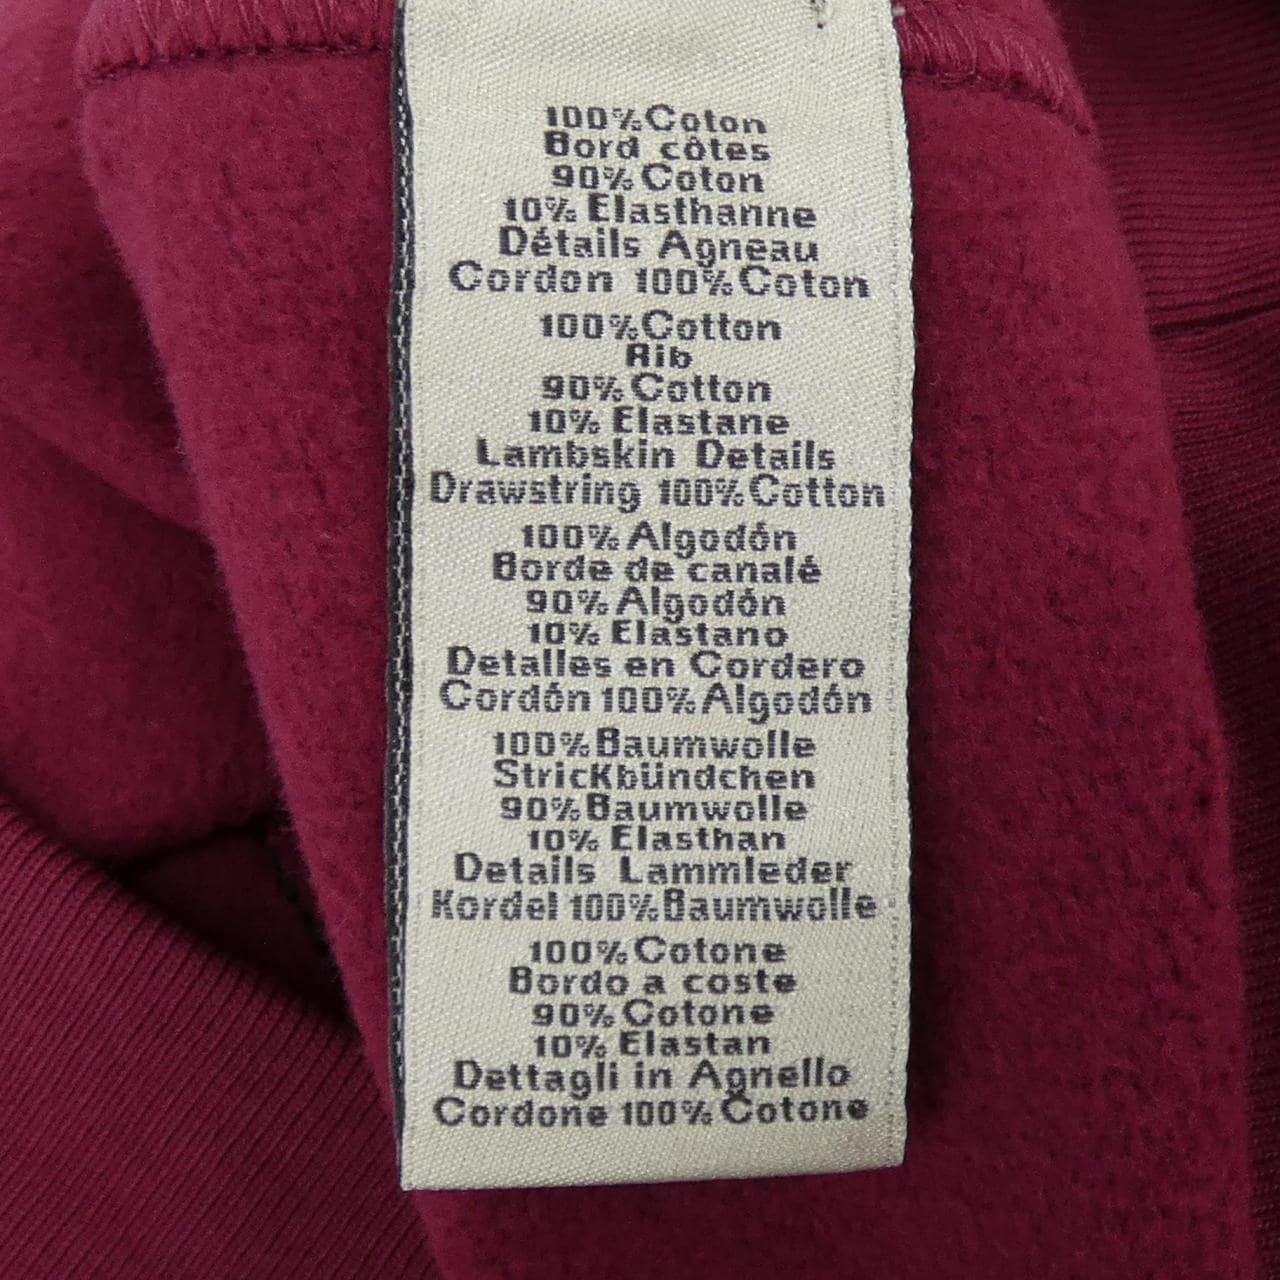 100% Coton
Bord côtes
90% Coton
10% Elasthanne
Détails Agneau
Cordon 100% Coton
100% Cotton
Rib
90% Cotton
10% Elastane
Lambskin Details
Drawstring 100% Cotton
100% Algodón
Borde de canalé
90% Algodón
10% Elastano
Detalles en Cordero
Cordón 100% Algodón
100% Baumwolle
Strickbündchen
90% Baumwolle
10% Elasthan
Details Lammleder
Kordel 100% Baumwolle
100% Cotone
Bordo a coste
90% Cotone
10% Elastan
Dettagli in Agnello
Cordone 100% Cotone